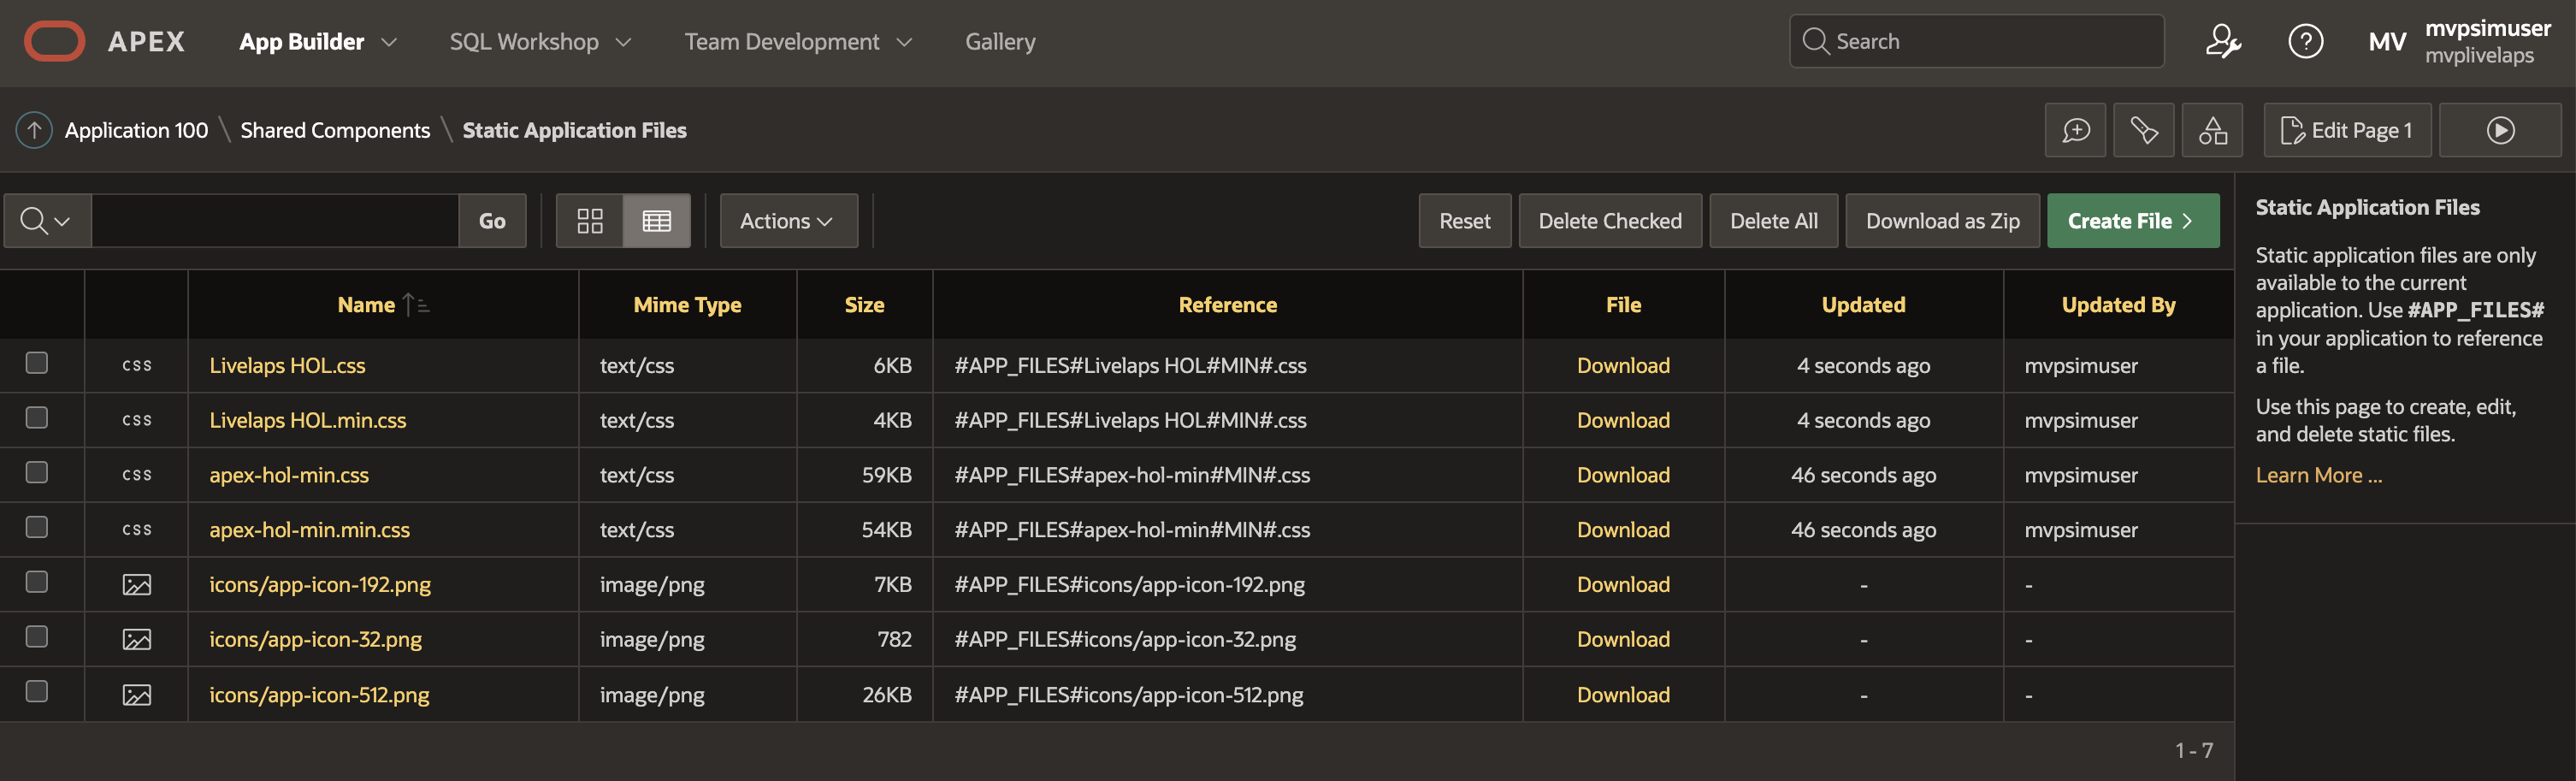 APEX App Builder SQL Workshop Team Development Gallery Search MV mvpsimuser
mvplivelaps
Application 100 \ Shared Components \ Static Application Files Edit Page 1
Go Actions Reset Delete Checked Delete All Download as Zip Create File
Name Mime Type Size Reference File Updated Updated By
css Livelaps HOL.css text/css 6KB #APP_FILES#Livelaps HOL#MIN#.css Download 4 seconds ago mvpsimuser
css Livelaps HOL.min.css text/css 4KB #APP_FILES#Livelaps HOL#MIN#.css Download 4 seconds ago mvpsimuser
css apex-hol-min.css text/css 59KB #APP_FILES#apex-hol-min#MIN#.css Download 46 seconds ago mvpsimuser
css apex-hol-min.min.css text/css 54KB #APP_FILES#apex-hol-min#MIN#.css Download 46 seconds ago mvpsimuser
icons/app-icon-192.png image/png 7KB #APP_FILES#icons/app-icon-192.png Download - -
icons/app-icon-32.png image/png 782 #APP_FILES#icons/app-icon-32.png Download - -
icons/app-icon-512.png image/png 26KB #APP_FILES#icons/app-icon-512.png Download - -
1 - 7
Static Application Files
Static application files are only
available to the current
application. Use #APP_FILES#
in your application to reference
a file.
Use this page to create, edit,
and delete static files.
Learn More ...